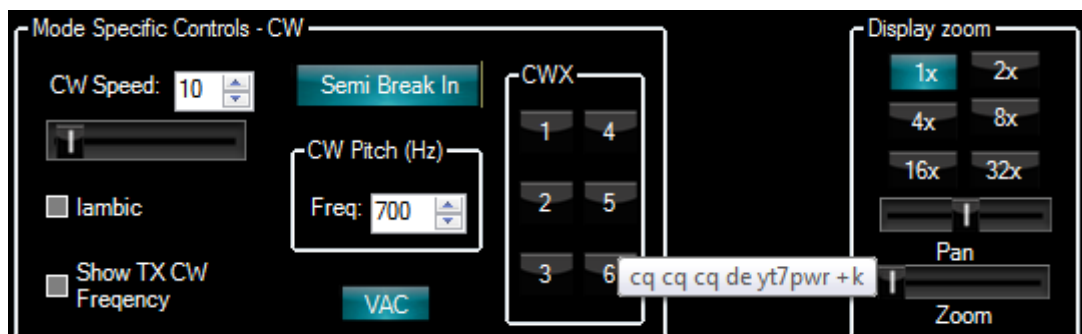 Mode Specific Controls - CW
CW Speed: 10
Semi Break In
CWX
1 4
2 5
3 6
CW Pitch (Hz)
Freq: 700
Iambic
Show TX CW
Freqency
VAC
cq cq cq de yt7pwr +k
Display zoom
1x 2x
4x 8x
16x 32x
Pan
Zoom